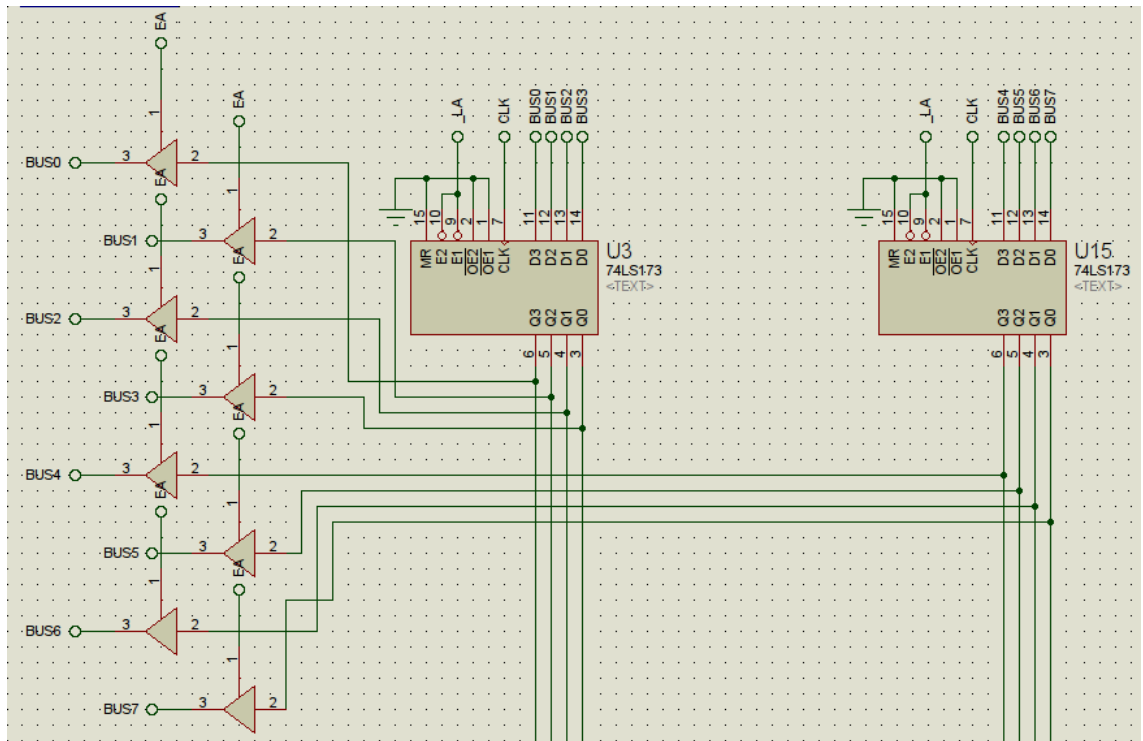 EA
EA
_LA
CLK
BUS0
BUS1
BUS2
BUS3
_LA
CLK
BUS4
BUS5
BUS6
BUS7
1
BUS0
3
2
EA
1
BUS1
3
2
EA
1
BUS2
3
2
EA
1
BUS3
3
2
EA
1
BUS4
3
2
EA
1
BUS5
3
2
EA
1
BUS6
3
2
1
BUS7
3
2
15
10
9
2
1
7
11
12
13
14
MR
E2
E1
OE2
OE1
CLK
D3
D2
D1
D0
U3
74LS173
<TEXT>
Q3
Q2
Q1
Q0
6
5
4
3
15
10
9
2
1
7
11
12
13
14
MR
E2
E1
OE2
OE1
CLK
D3
D2
D1
D0
U15
74LS173
<TEXT>
Q3
Q2
Q1
Q0
6
5
4
3